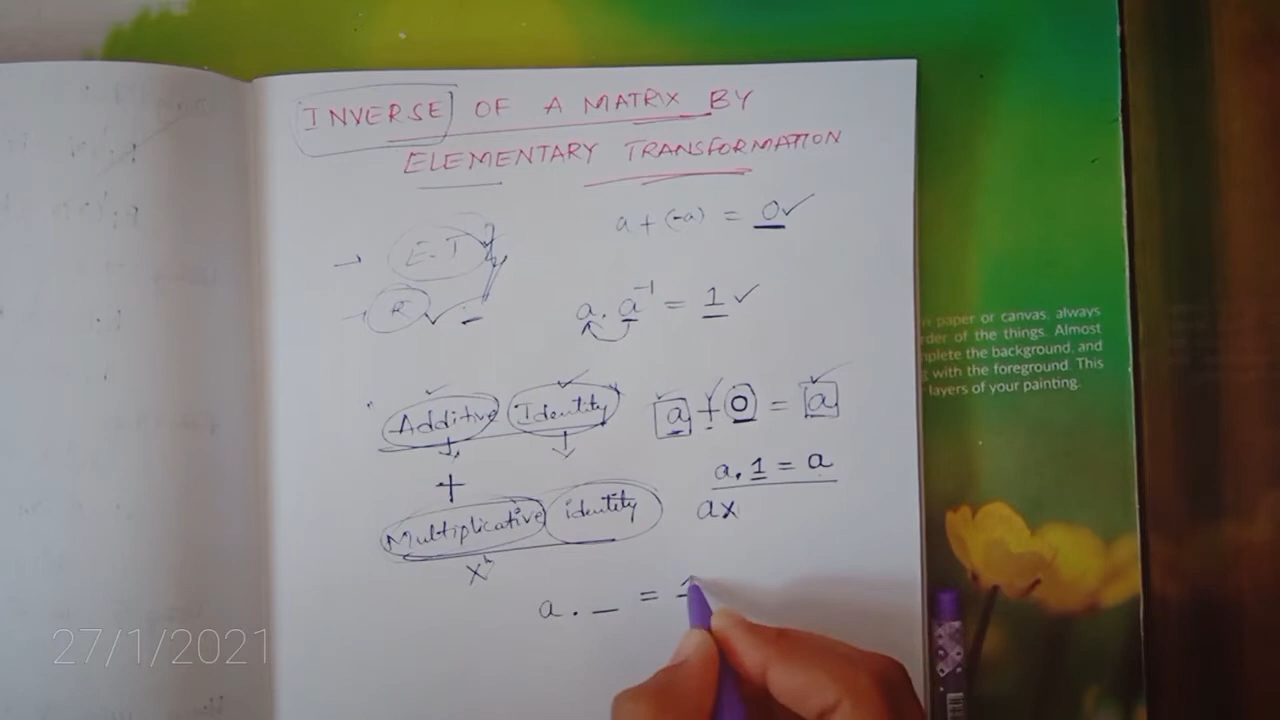 INVERSE OF A MATRIX BY
ELEMENTARY TRANSFORMATION
a + (-a) = 0 ✓
→ E.T
→ R ✓
a . a⁻¹ = 1 ✓
Additive Identity
a + 0 = a
+
a . 1 = a
Multiplicative identity
ax
xⁿ
a . _ = 1
paper or canvas, always
of the things. Almost
the background, and
with the foreground. This
layers of your painting.
27/1/2021